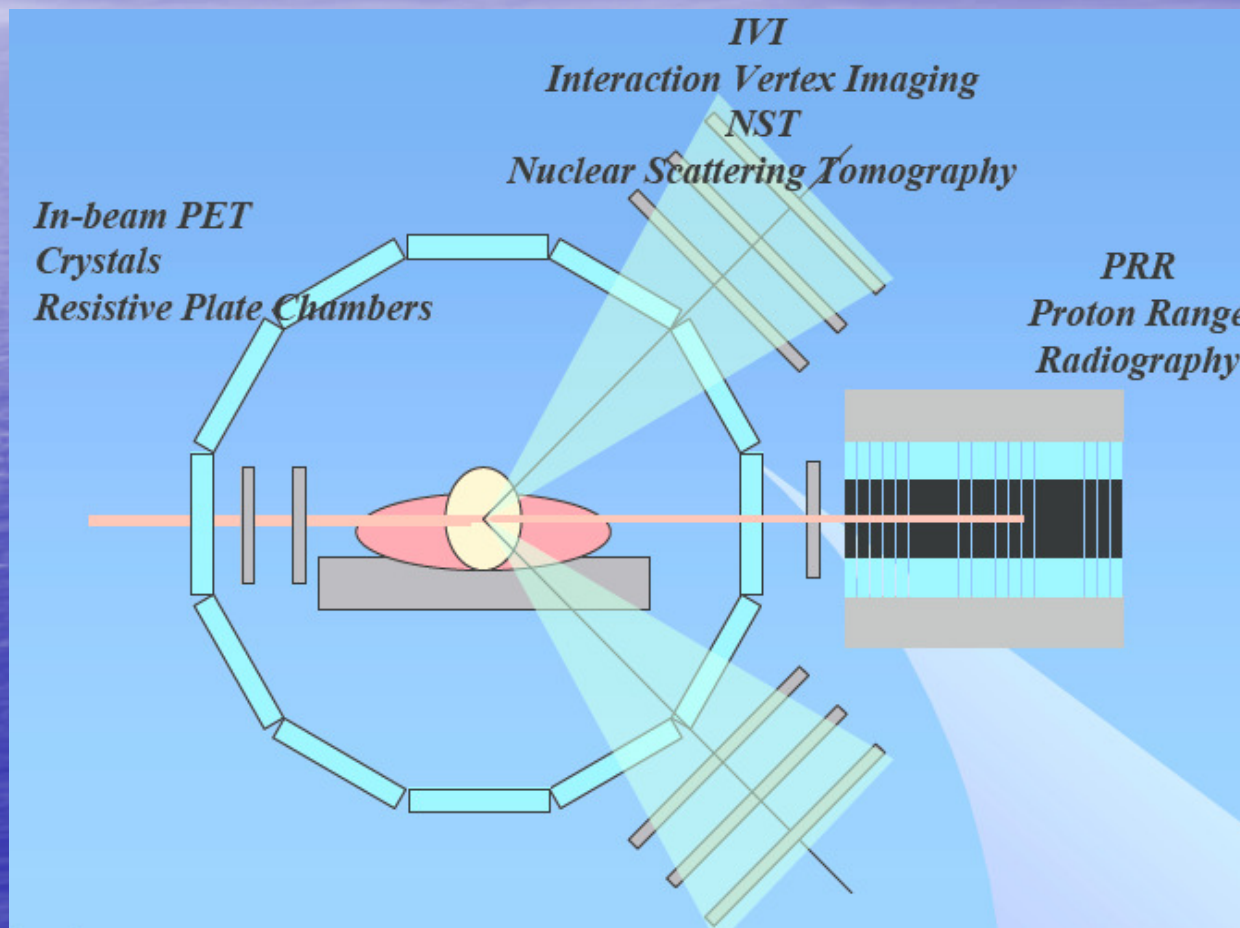 IVI
Interaction Vertex Imaging
NST
Nuclear Scattering Tomography
In-beam PET
Crystals
Resistive Plate Chambers
PRR
Proton Range
Radiography